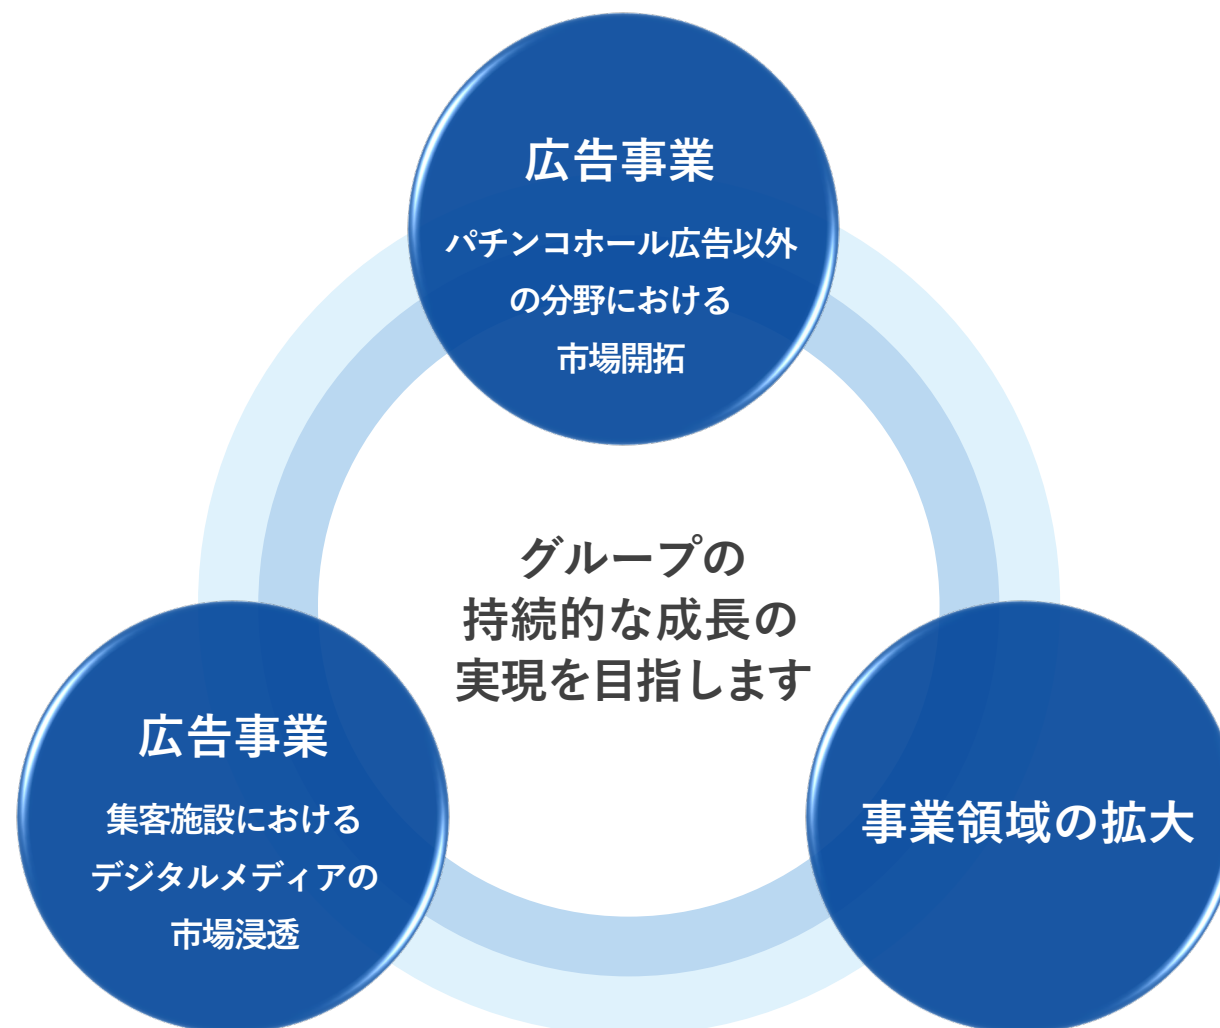 広告事業
パチンコホール広告以外
の分野における
市場開拓
グループの
持続的な成長の
実現を目指します
広告事業
集客施設における
デジタルメディアの
市場浸透
事業領域の拡大